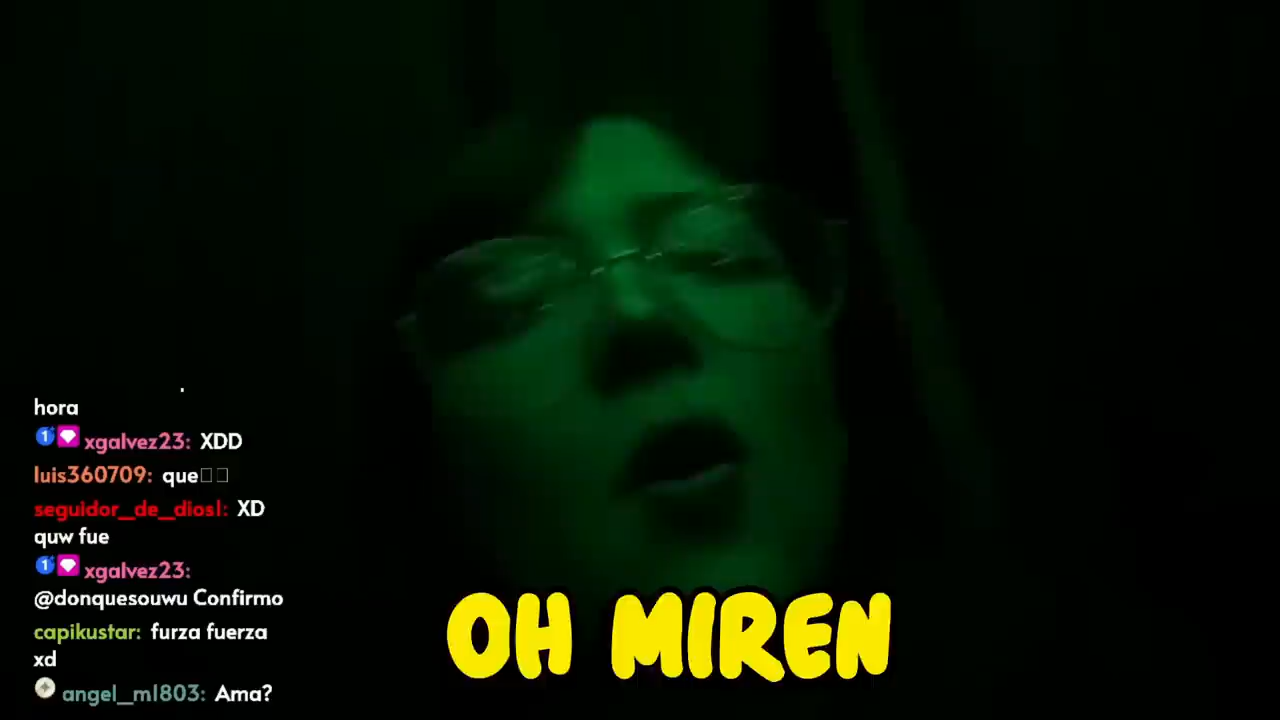 hora
xgalvez23: XDD
luis360709: que
seguidor_de_dios1: XD
quw fue
xgalvez23:
@donquesouwu Confirmo
capikustar: furza fuerza
xd
angel_ml803: Ama?
OH MIREN